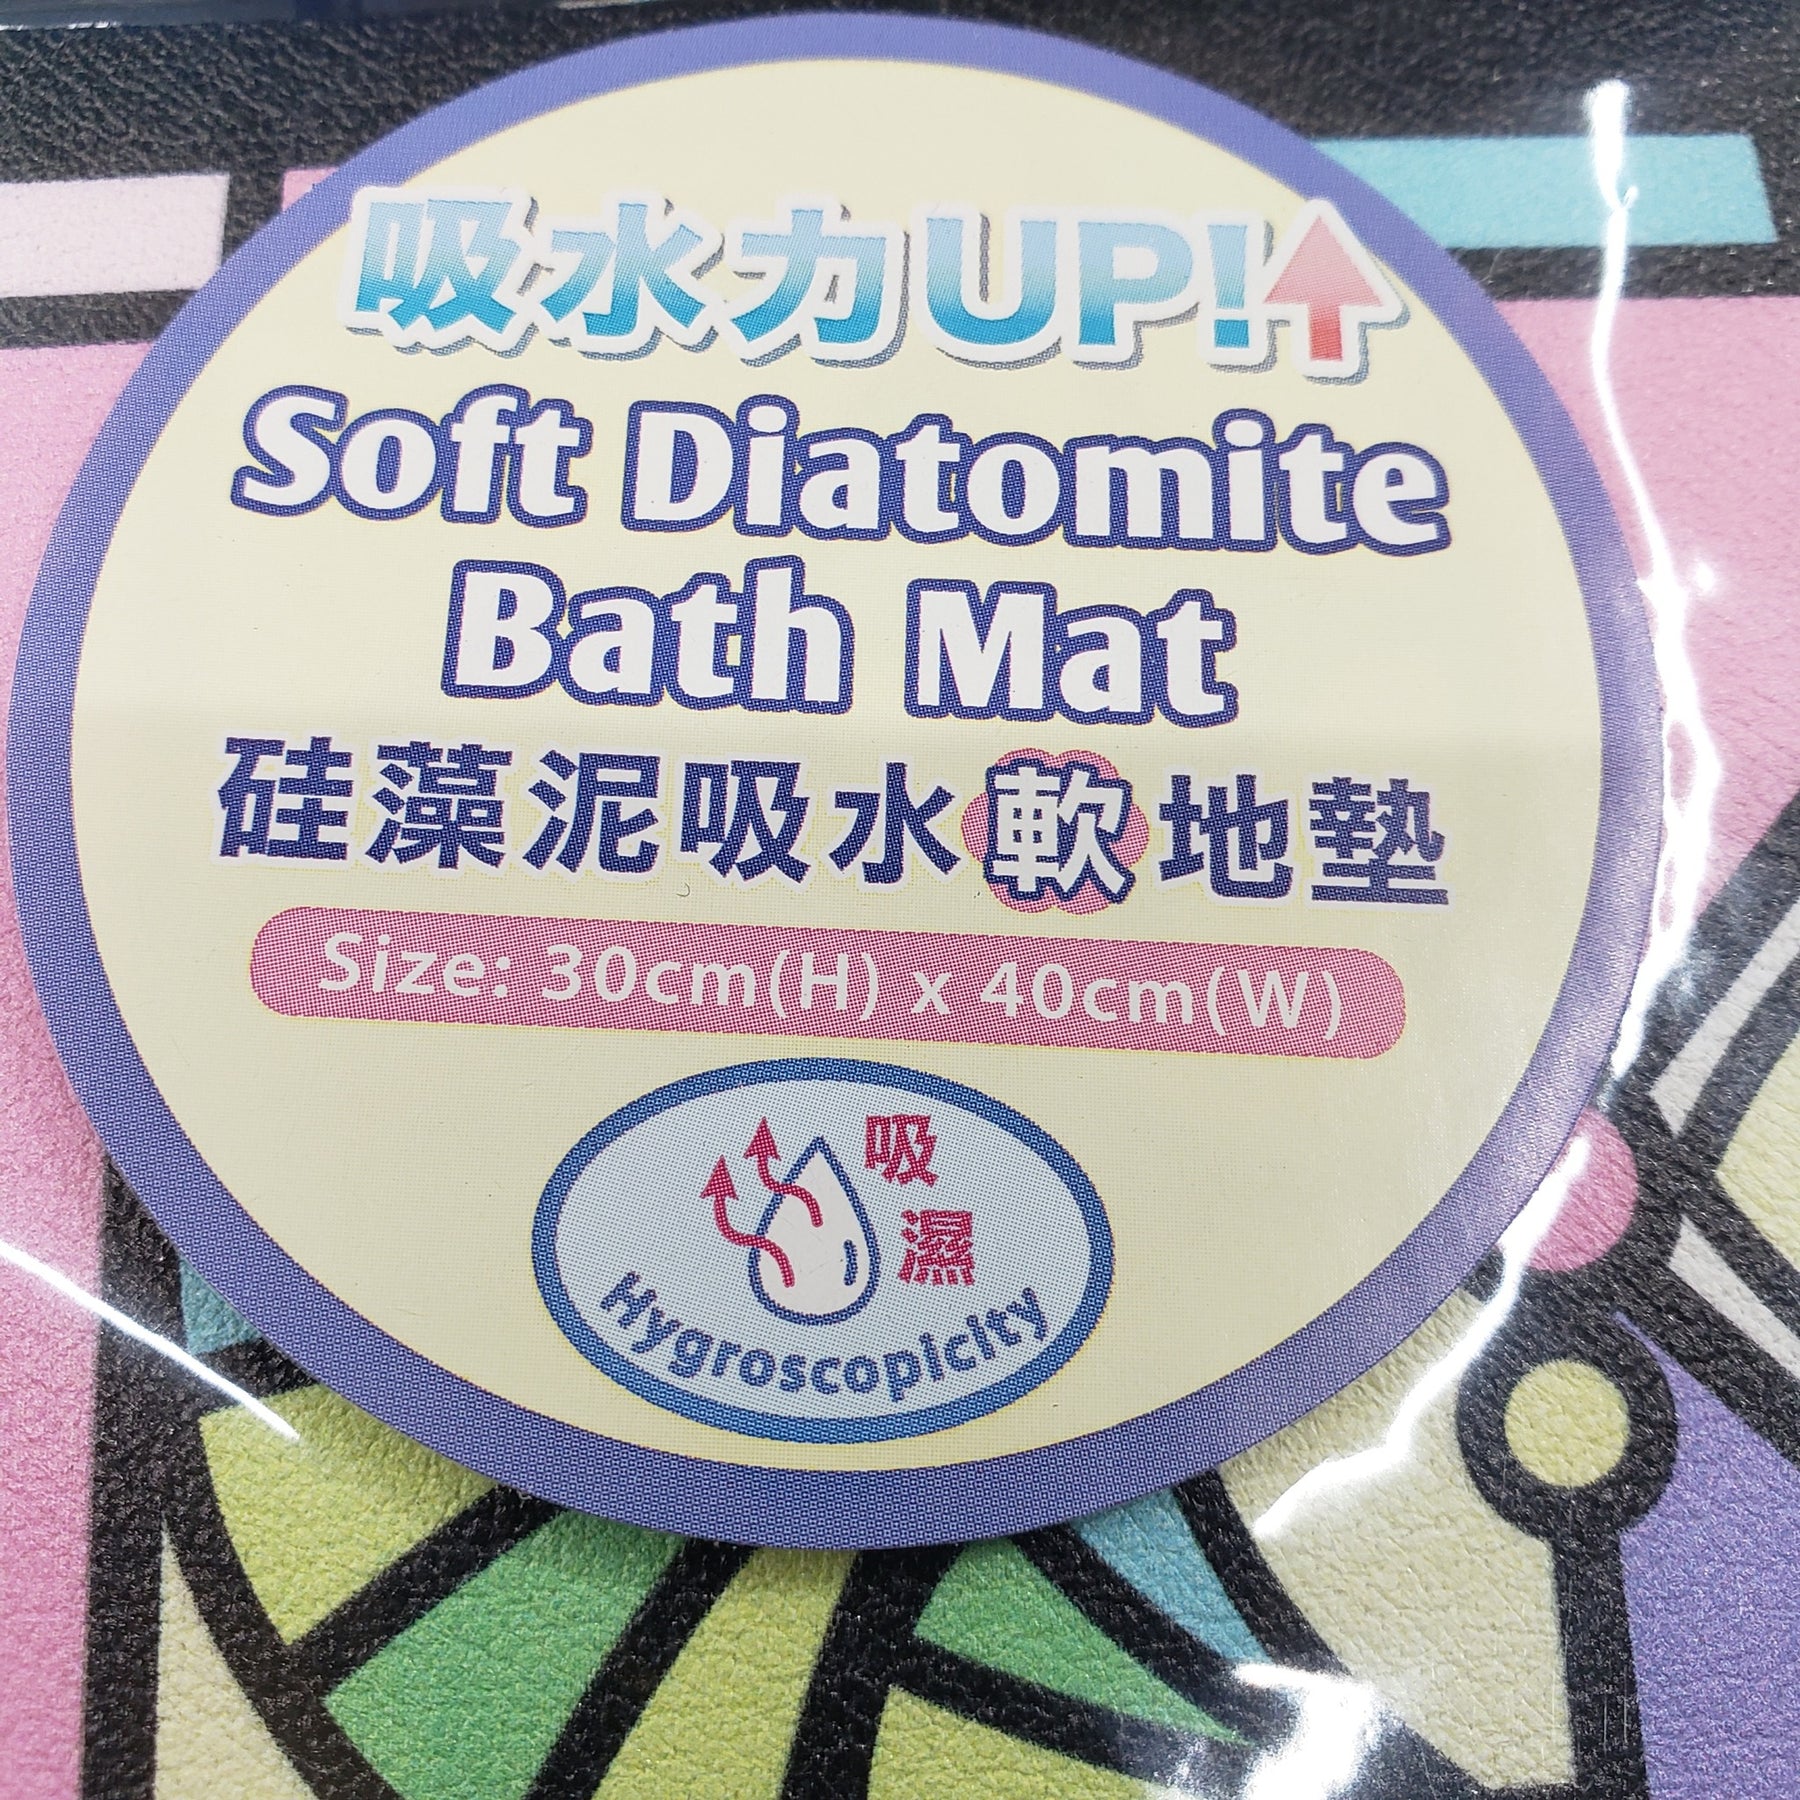 吸水力UP!
Soft Diatomite
Bath Mat
硅藻泥吸水軟地墊
Size: 30cm(H) x 40cm(W)
吸
濕
Hygroscopicity